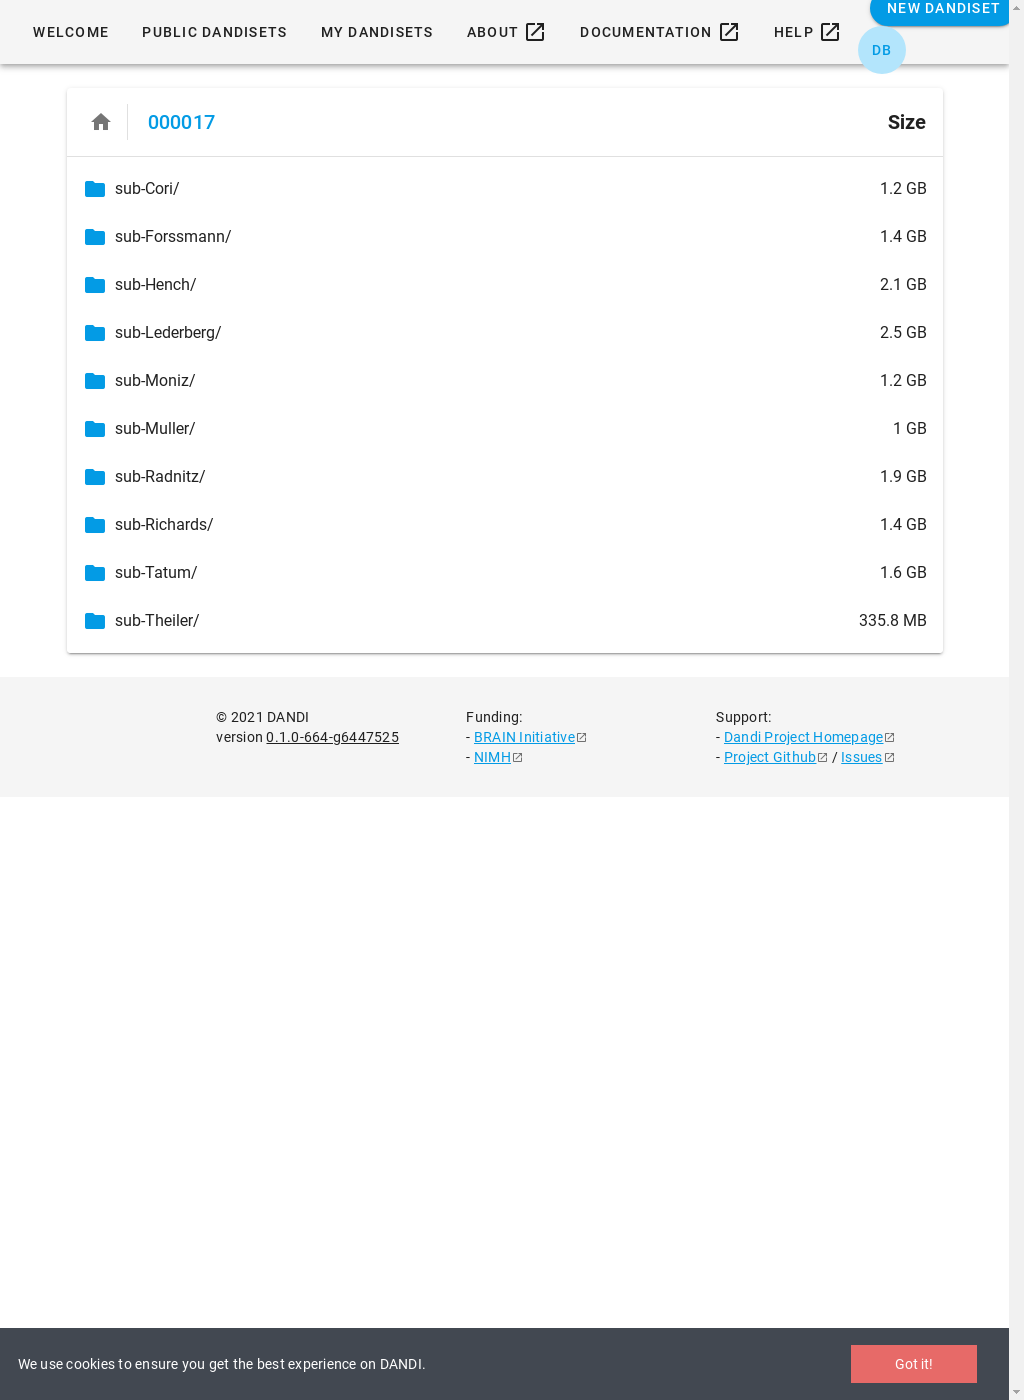 WELCOME PUBLIC DANDISETS MY DANDISETS ABOUT DOCUMENTATION HELP NEW DANDISET
DB
000017 Size
sub-Cori/ 1.2 GB
sub-Forssmann/ 1.4 GB
sub-Hench/ 2.1 GB
sub-Lederberg/ 2.5 GB
sub-Moniz/ 1.2 GB
sub-Muller/ 1 GB
sub-Radnitz/ 1.9 GB
sub-Richards/ 1.4 GB
sub-Tatum/ 1.6 GB
sub-Theiler/ 335.8 MB
© 2021 DANDI
version 0.1.0-664-g6447525
Funding:
- BRAIN Initiative
- NIMH
Support:
- Dandi Project Homepage
- Project Github / Issues
We use cookies to ensure you get the best experience on DANDI. Got it!